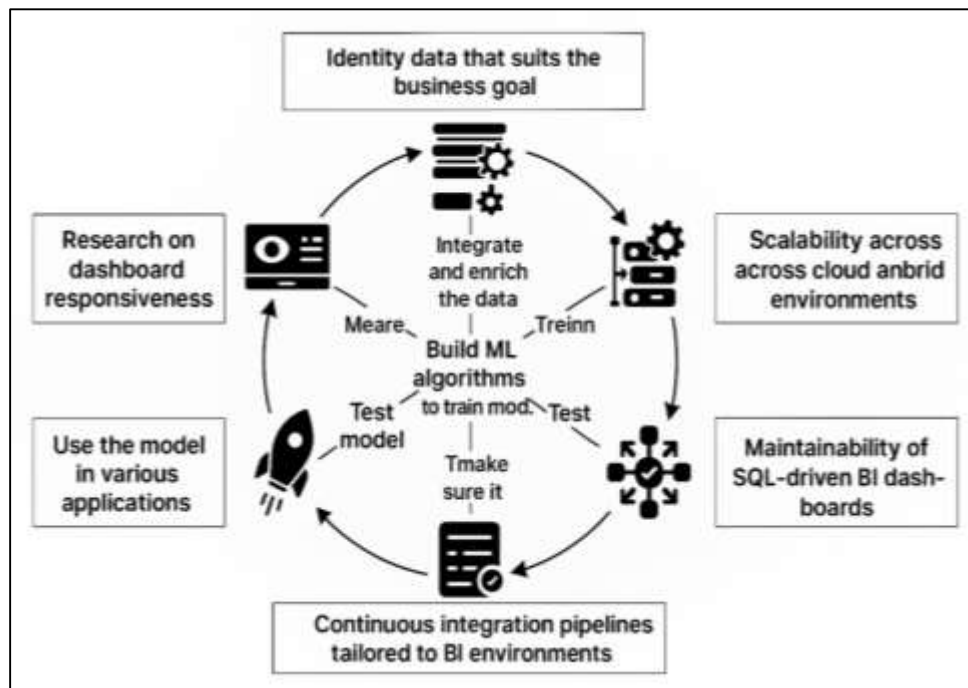 Identity data that suits the
business goal
Research on
dashboard
responsiveness
Integrate
and enrich
the data
Scalability across
across cloud anbrid
environments
Meare
Treinn
Build ML
algorithms
to train mod.
Test
model
Test
Use the model
in various
applications
Tmake
sure it
Maintainability of
SQL-driven BI dash-
boards
Continuous integration pipelines
tailored to BI environments